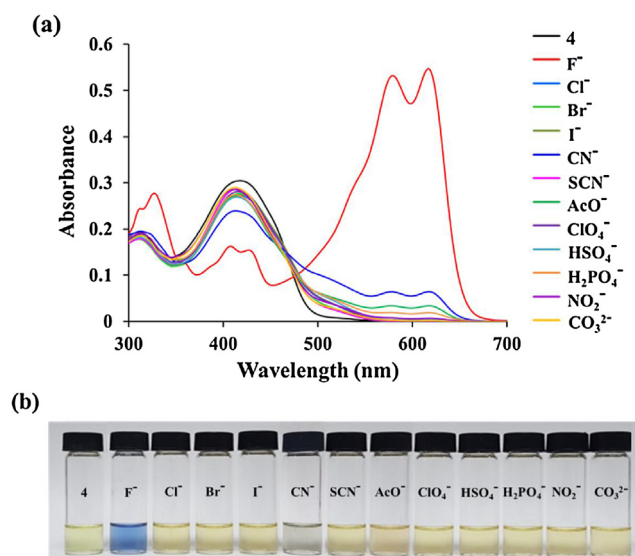 (a)
0.6
0.5
0.4
0.3
0.2
0.1
0
Absorbance
300 400 500 600 700
Wavelength (nm)
4
F⁻
Cl⁻
Br⁻
I⁻
CN⁻
SCN⁻
AcO⁻
ClO₄⁻
HSO₄⁻
H₂PO₄⁻
NO₂⁻
CO₃²⁻
(b)
4 F⁻ Cl⁻ Br⁻ I⁻ CN⁻ SCN⁻ AcO⁻ ClO₄⁻ HSO₄⁻ H₂PO₄⁻ NO₂⁻ CO₃²⁻